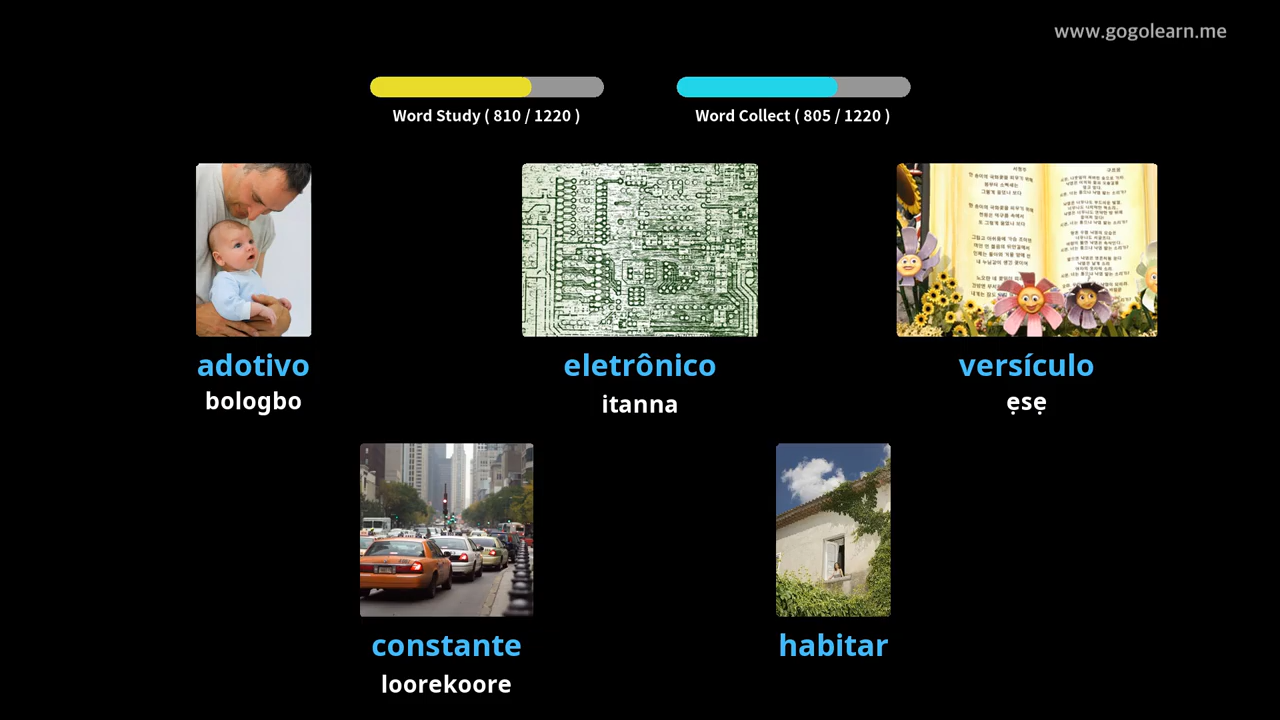 www.gogolearn.me
Word Study ( 810 / 1220 )
Word Collect ( 805 / 1220 )
adotivo
bologbo
eletrônico
itanna
versículo
ẹsẹ
constante
loorekoore
habitar